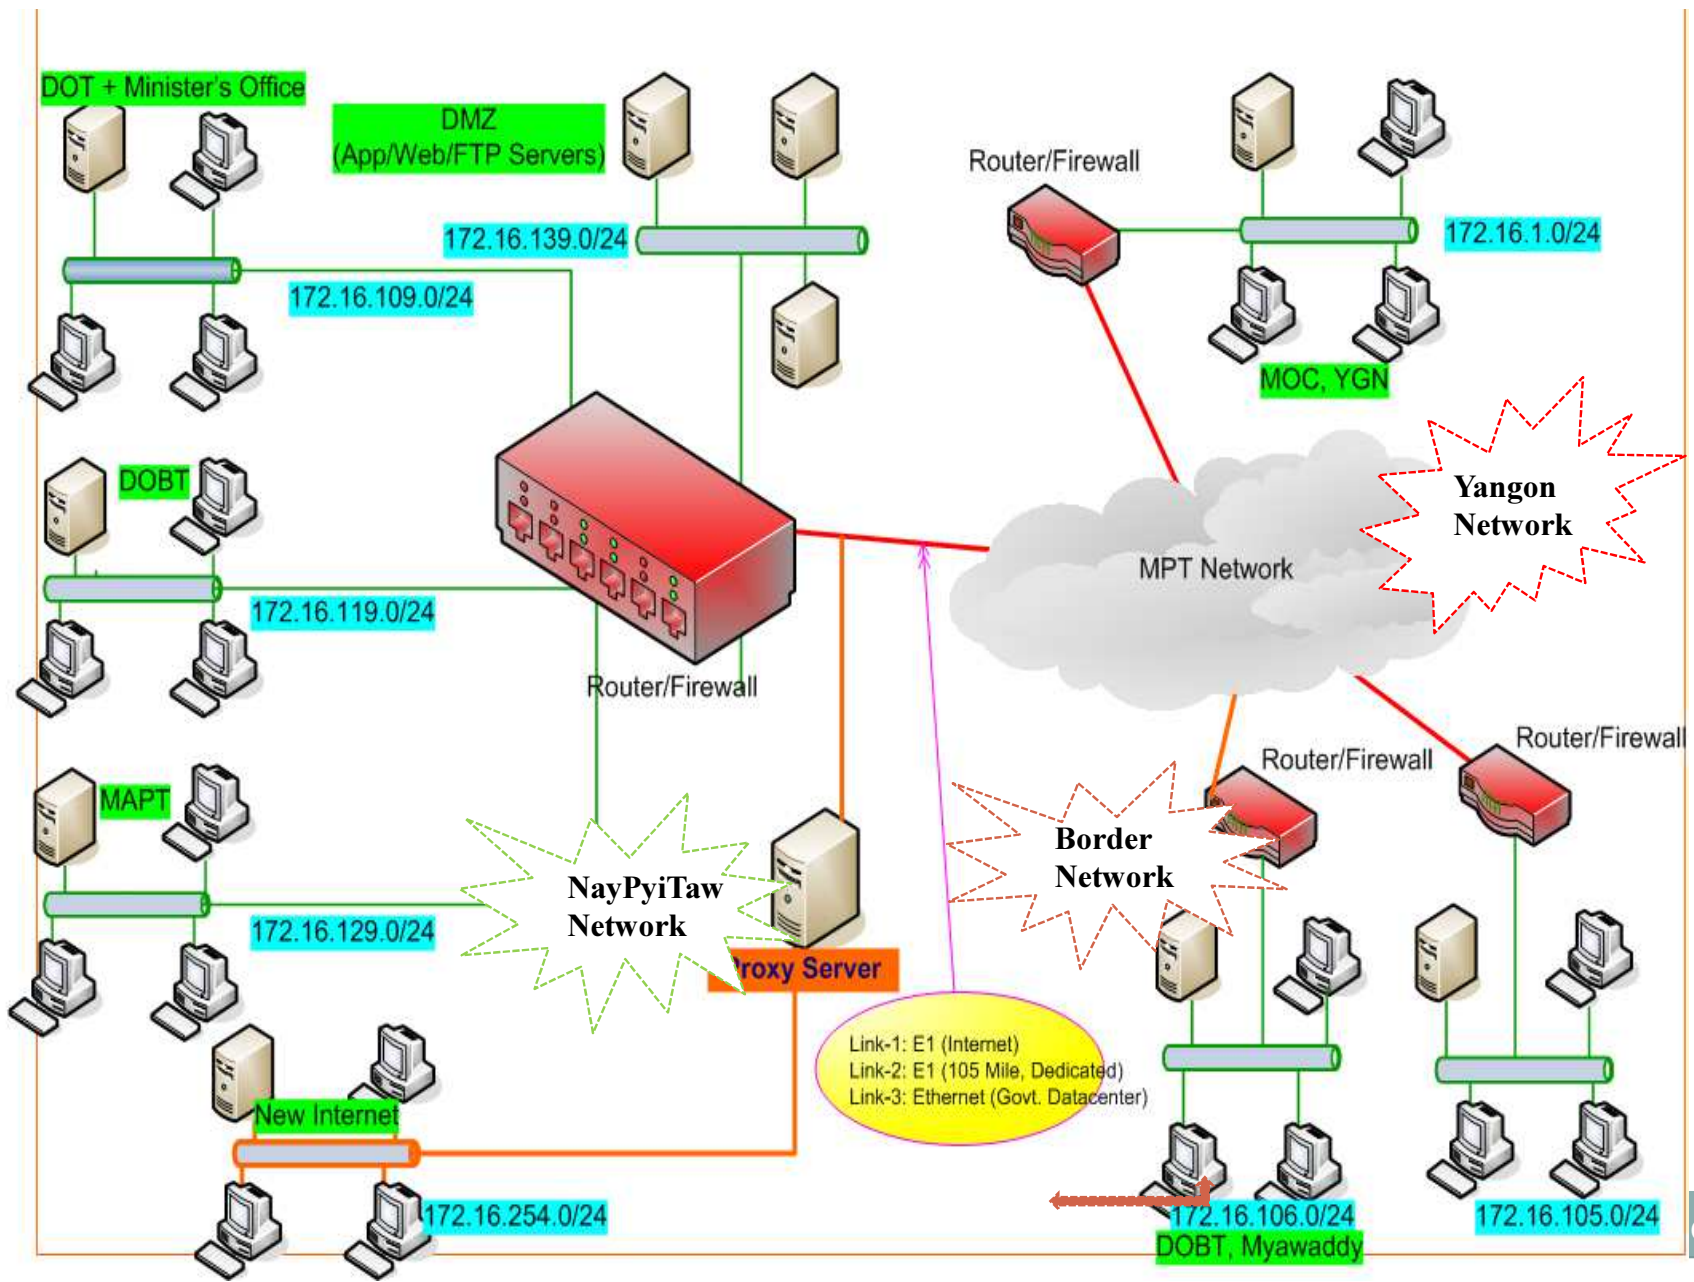 DOT + Minister's Office
DMZ
(App/Web/FTP Servers)
172.16.139.0/24
172.16.109.0/24
Router/Firewall
172.16.1.0/24
MOC, YGN
Yangon
Network
DOBT
172.16.119.0/24
Router/Firewall
MPT Network
Router/Firewall
Router/Firewall
MAPT
172.16.129.0/24
NayPyiTaw
Network
Border
Network
roxy Server
Link-1: E1 (Internet)
Link-2: E1 (105 Mile, Dedicated)
Link-3: Ethernet (Govt. Datacenter)
New Internet
172.16.254.0/24
172.16.106.0/24
DOBT, Myawaddy
172.16.105.0/24